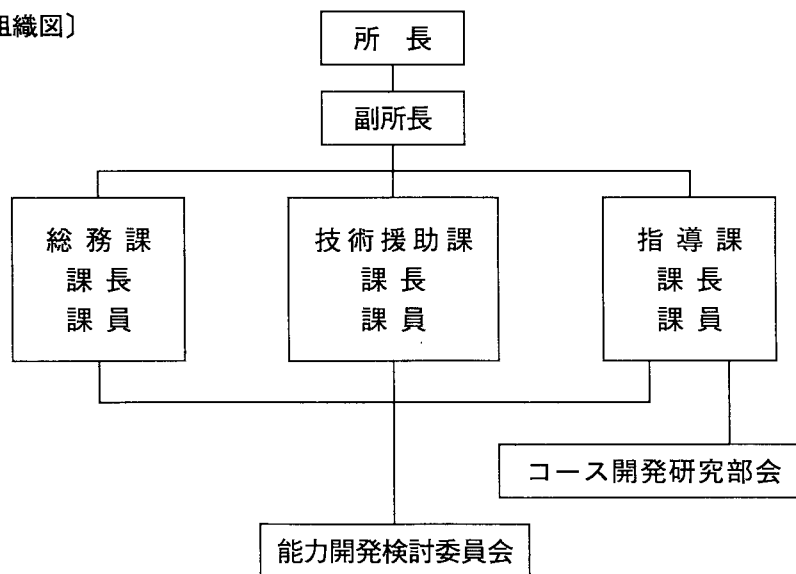 組織図〕
所 長
副所長
総 務 課
課 長
課 員
技 術 援 助 課
課 長
課 員
指 導 課
課 長
課 員
コース開発研究部会
能力開発検討委員会